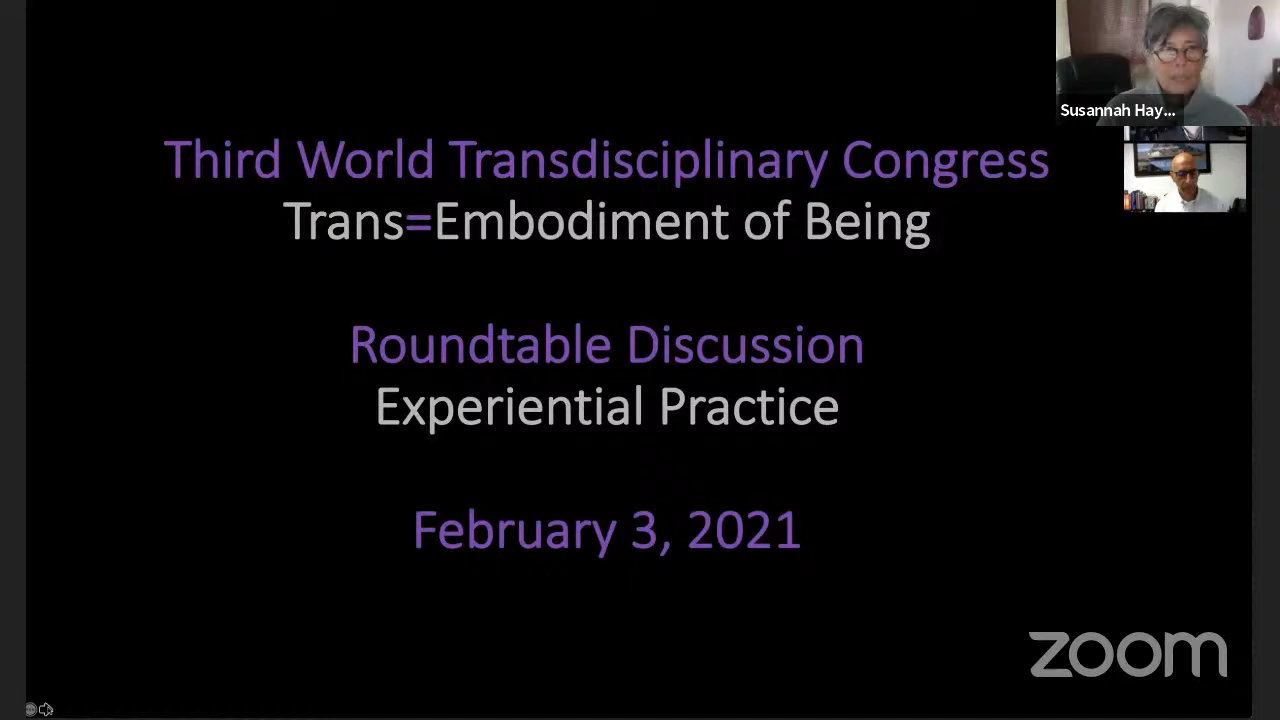 Susannah Hay...
Third World Transdisciplinary Congress
Trans=Embodiment of Being
Roundtable Discussion
Experiential Practice
February 3, 2021
zoom